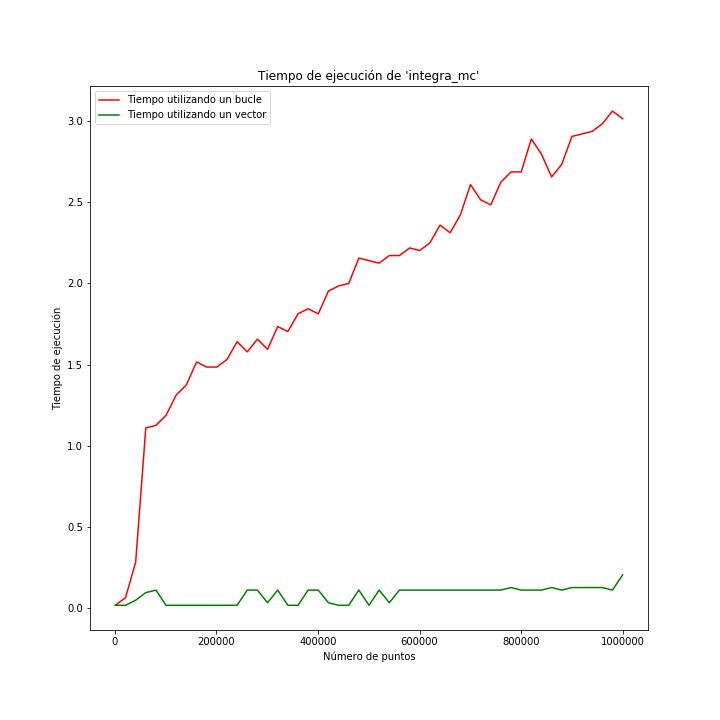 Tiempo de ejecución de 'integra_mc'
Tiempo utilizando un bucle
Tiempo utilizando un vector
3.0
2.5
2.0
1.5
1.0
0.5
0.0
Tiempo de ejecución
0 200000 400000 600000 800000 1000000
Número de puntos